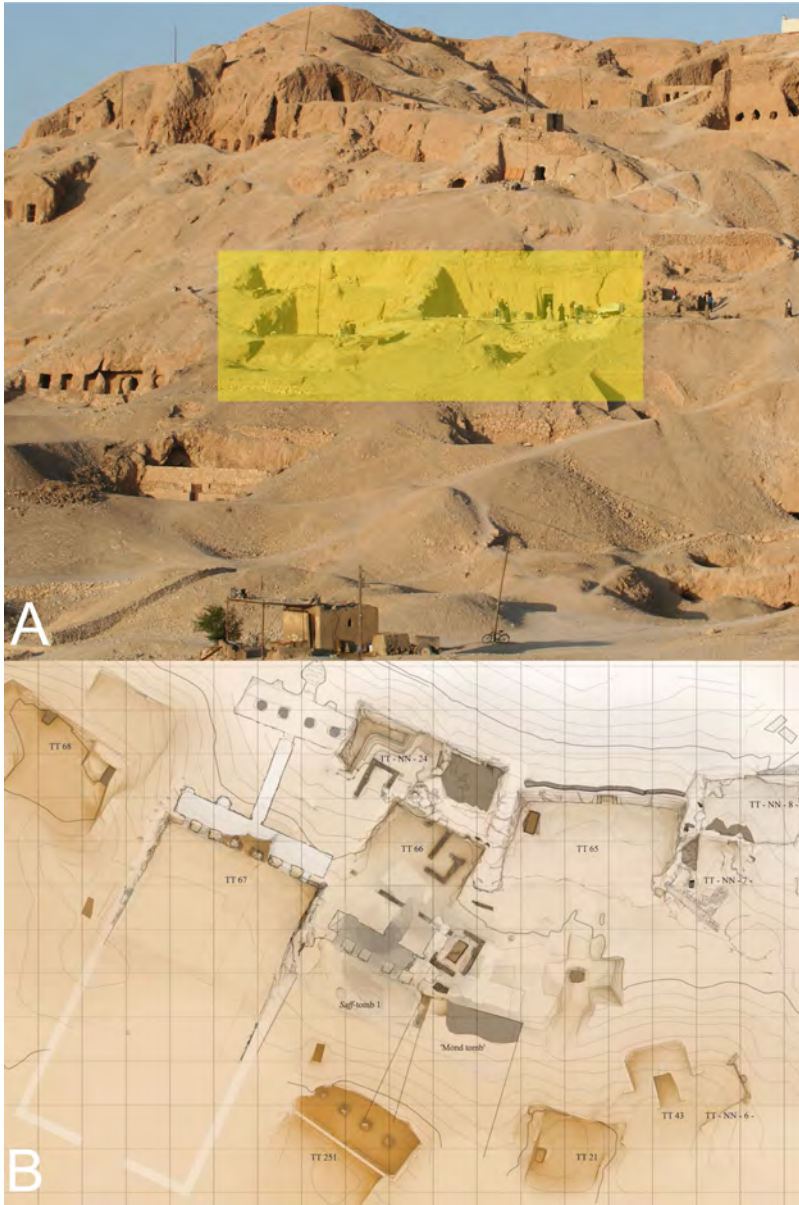 A
TT 68
TT - NN - 24
TT - NN - 8 -
TT 66
TT 65
TT 67
TT - NN - 7 -
Saff-tomb 1
'Mond tomb'
TT 43
TT - NN - 6 -
TT 251
TT 21
B